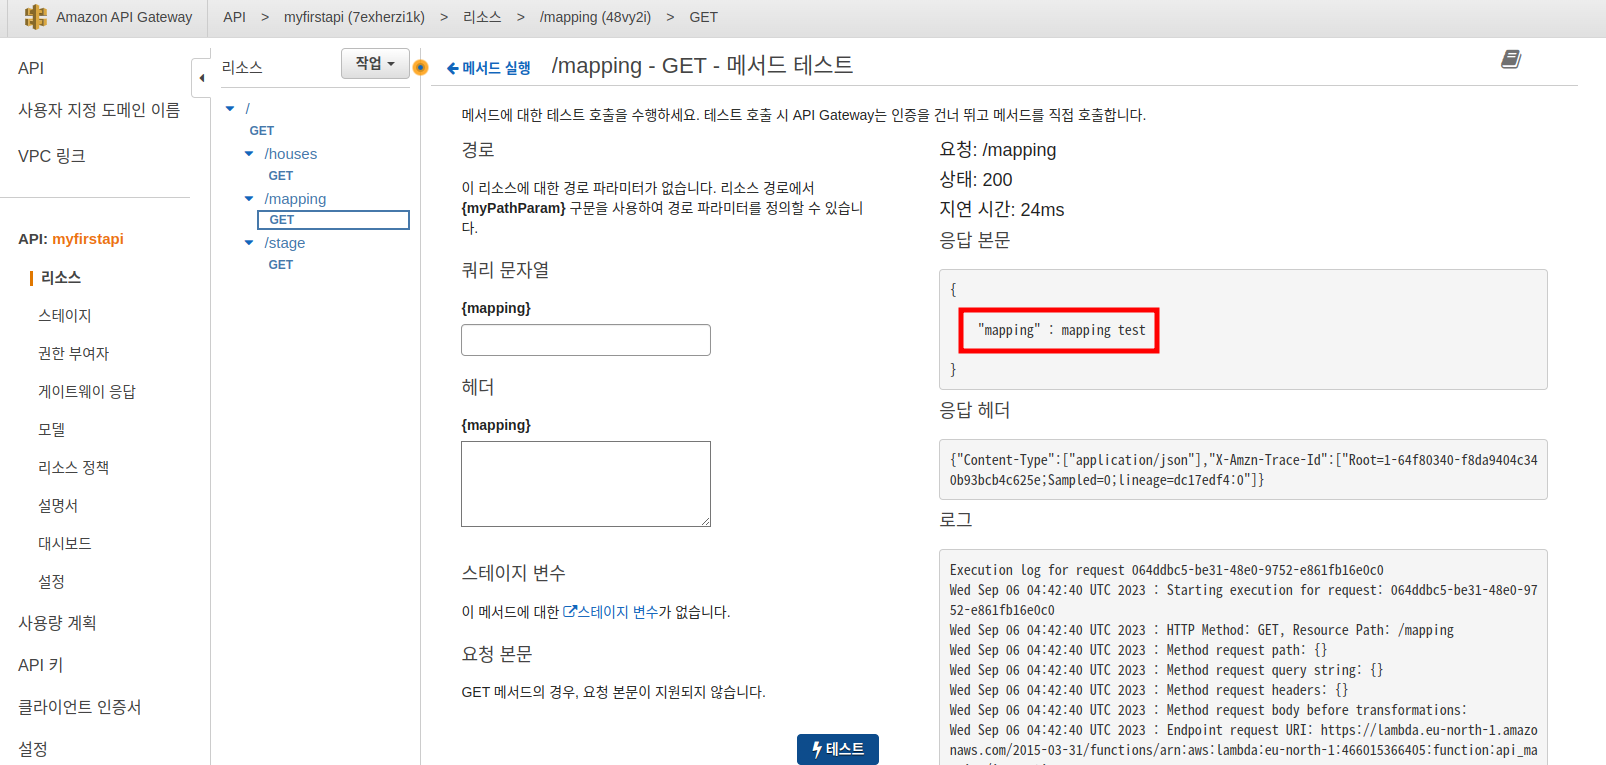 Amazon API Gateway
API > myfirstapi (7exherzi1k) > 리소스 > /mapping (48vy2i) > GET
API
사용자 지정 도메인 이름
VPC 링크
API: myfirstapi
리소스
스테이지
권한 부여자
게이트웨이 응답
모델
리소스 정책
설명서
대시보드
설정
사용량 계획
API 키
클라이언트 인증서
설정
리소스
작업
/
GET
/houses
GET
/mapping
GET
/stage
GET
메서드 실행
/mapping - GET - 메서드 테스트
메서드에 대한 테스트 호출을 수행하세요. 테스트 호출 시 API Gateway는 인증을 건너 뛰고 메서드를 직접 호출합니다.
경로
이 리소스에 대한 경로 파라미터가 없습니다. 리소스 경로에서
{myPathParam} 구문을 사용하여 경로 파라미터를 정의할 수 있습니
다.
쿼리 문자열
{mapping}
헤더
{mapping}
스테이지 변수
이 메서드에 대한 스테이지 변수가 없습니다.
요청 본문
GET 메서드의 경우, 요청 본문이 지원되지 않습니다.
테스트
요청: /mapping
상태: 200
지연 시간: 24ms
응답 본문
{
"mapping" : mapping test
}
응답 헤더
{"Content-Type":["application/json"],"X-Amzn-Trace-Id":["Root=1-64f80340-f8da9404c34
0b93bcb4c625e;Sampled=0;lineage=dc17edf4:0"]}
로그
Execution log for request 064ddbc5-be31-48e0-9752-e861fb16e0c0
Wed Sep 06 04:42:40 UTC 2023 : Starting execution for request: 064ddbc5-be31-48e0-97
52-e861fb16e0c0
Wed Sep 06 04:42:40 UTC 2023 : HTTP Method: GET, Resource Path: /mapping
Wed Sep 06 04:42:40 UTC 2023 : Method request path: {}
Wed Sep 06 04:42:40 UTC 2023 : Method request query string: {}
Wed Sep 06 04:42:40 UTC 2023 : Method request headers: {}
Wed Sep 06 04:42:40 UTC 2023 : Method request body before transformations:
Wed Sep 06 04:42:40 UTC 2023 : Endpoint request URI: https://lambda.eu-north-1.amazo
naws.com/2015-03-31/functions/arn:aws:lambda:eu-north-1:466015366405:function:api_ma